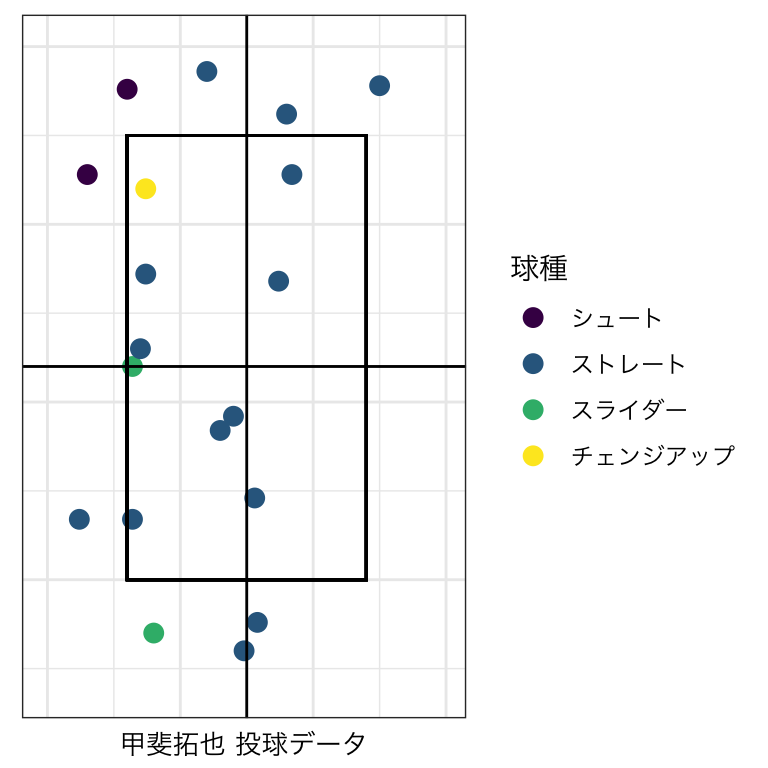 球種
シュート
ストレート
スライダー
チェンジアップ
甲斐拓也 投球データ